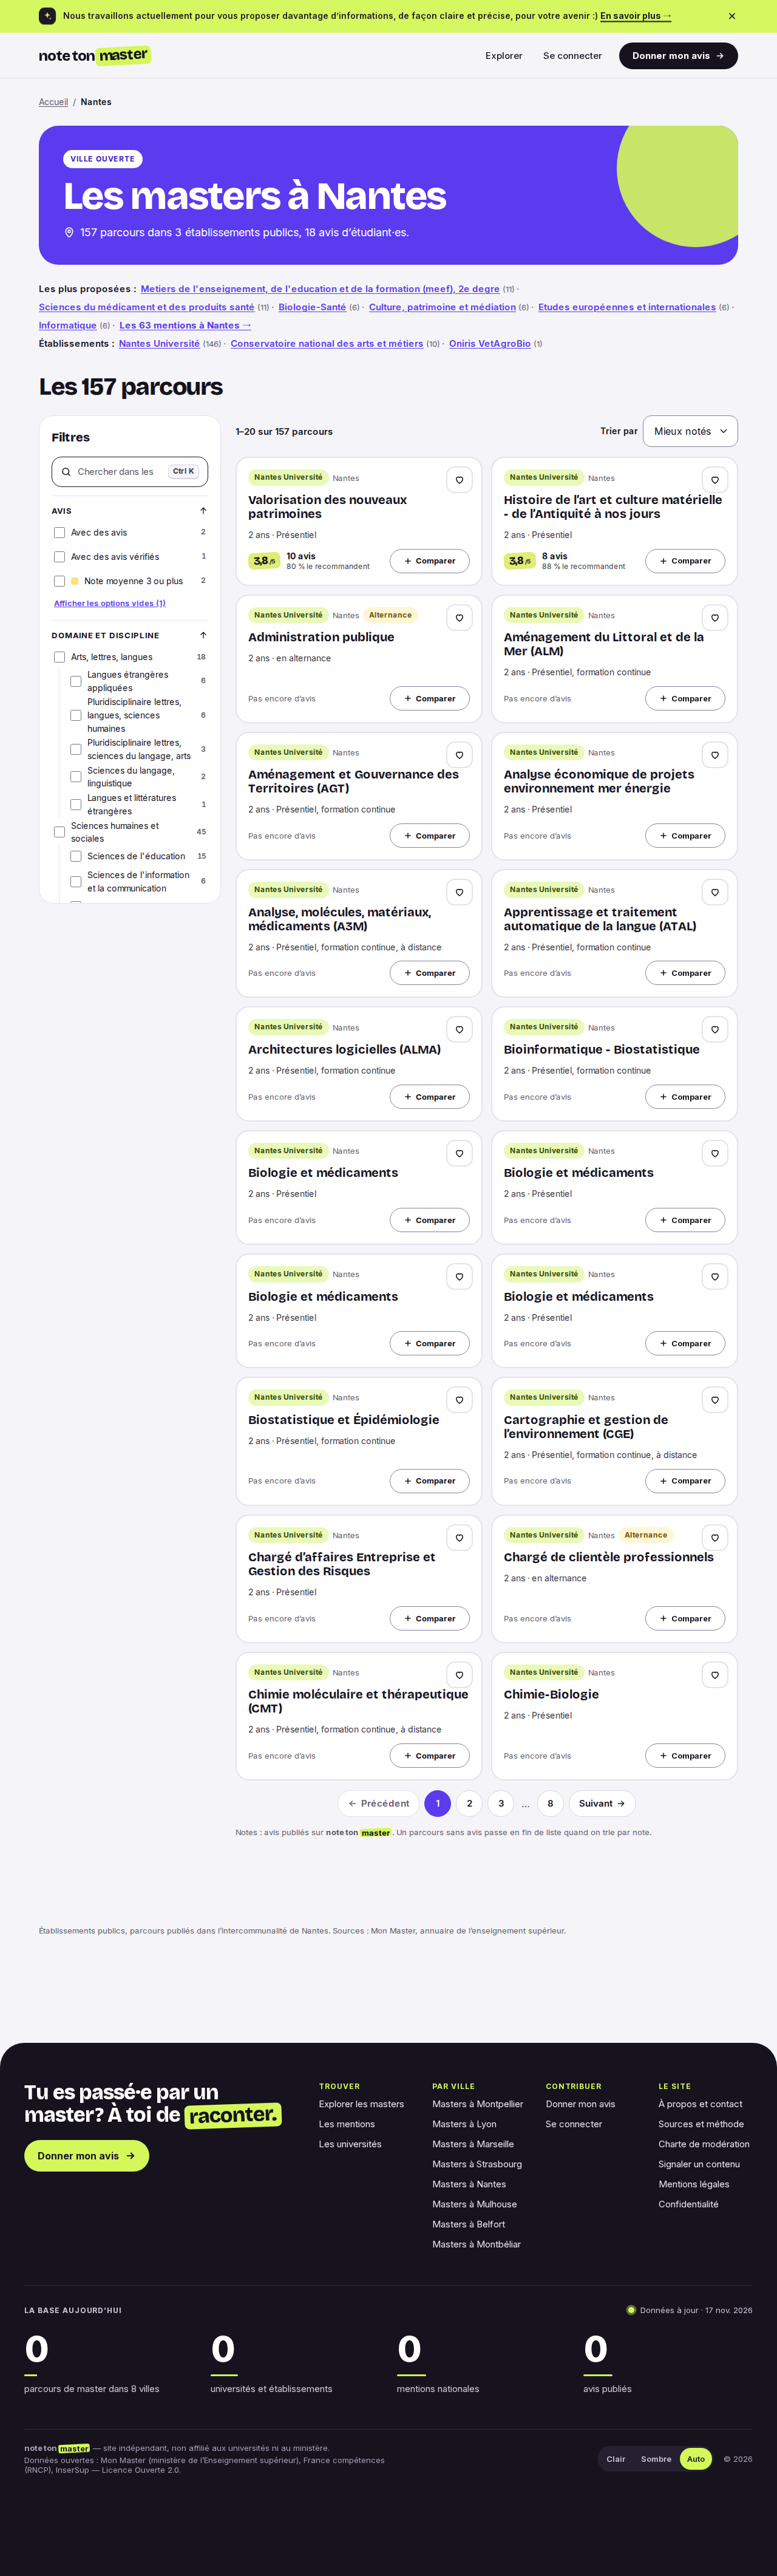 Nous travaillons actuellement pour vous proposer davantage d’informations, de façon claire et précise, pour votre avenir :) En savoir plus →
note ton master
Explorer
Se connecter
Donner mon avis →
Accueil / Nantes
VILLE OUVERTE
Les masters à Nantes
157 parcours dans 3 établissements publics, 18 avis d’étudiant·es.
Les plus proposées : Metiers de l'enseignement, de l'education et de la formation (meef), 2e degre (11) ·
Sciences du médicament et des produits santé (11) · Biologie-Santé (6) · Culture, patrimoine et médiation (6) · Etudes européennes et internationales (6) ·
Informatique (6) · Les 63 mentions à Nantes →
Établissements : Nantes Université (146) · Conservatoire national des arts et métiers (10) · Oniris VetAgroBio (1)
Les 157 parcours
Filtres
Chercher dans les
Ctrl K
AVIS
Avec des avis 2
Avec des avis vérifiés 1
Note moyenne 3 ou plus 2
Afficher les options vides (1)
DOMAINE ET DISCIPLINE
Arts, lettres, langues 18
Langues étrangères
appliquées 6
Pluridisciplinaire lettres,
langues, sciences
humaines 6
Pluridisciplinaire lettres,
sciences du langage, arts 3
Sciences du langage,
linguistique 2
Langues et littératures
étrangères 1
Sciences humaines et
sociales 45
Sciences de l'éducation 15
Sciences de l'information
et la communication 6
1–20 sur 157 parcours
Trier par
Mieux notés
Nantes Université Nantes
Valorisation des nouveaux
patrimoines
2 ans · Présentiel
3,8 /5
10 avis
80 % le recommandent
+ Comparer
Nantes Université Nantes
Histoire de l’art et culture matérielle
- de l’Antiquité à nos jours
2 ans · Présentiel
3,8 /5
8 avis
88 % le recommandent
+ Comparer
Nantes Université Nantes Alternance
Administration publique
2 ans · en alternance
Pas encore d’avis
+ Comparer
Nantes Université Nantes
Aménagement du Littoral et de la
Mer (ALM)
2 ans · Présentiel, formation continue
Pas encore d’avis
+ Comparer
Nantes Université Nantes
Aménagement et Gouvernance des
Territoires (AGT)
2 ans · Présentiel, formation continue
Pas encore d’avis
+ Comparer
Nantes Université Nantes
Analyse économique de projets
environnement mer énergie
2 ans · Présentiel
Pas encore d’avis
+ Comparer
Nantes Université Nantes
Analyse, molécules, matériaux,
médicaments (A3M)
2 ans · Présentiel, formation continue, à distance
Pas encore d’avis
+ Comparer
Nantes Université Nantes
Apprentissage et traitement
automatique de la langue (ATAL)
2 ans · Présentiel, formation continue
Pas encore d’avis
+ Comparer
Nantes Université Nantes
Architectures logicielles (ALMA)
2 ans · Présentiel, formation continue
Pas encore d’avis
+ Comparer
Nantes Université Nantes
Bioinformatique - Biostatistique
2 ans · Présentiel, formation continue
Pas encore d’avis
+ Comparer
Nantes Université Nantes
Biologie et médicaments
2 ans · Présentiel
Pas encore d’avis
+ Comparer
Nantes Université Nantes
Biologie et médicaments
2 ans · Présentiel
Pas encore d’avis
+ Comparer
Nantes Université Nantes
Biologie et médicaments
2 ans · Présentiel
Pas encore d’avis
+ Comparer
Nantes Université Nantes
Biologie et médicaments
2 ans · Présentiel
Pas encore d’avis
+ Comparer
Nantes Université Nantes
Biostatistique et Épidémiologie
2 ans · Présentiel, formation continue
Pas encore d’avis
+ Comparer
Nantes Université Nantes
Cartographie et gestion de
l’environnement (CGE)
2 ans · Présentiel, formation continue, à distance
Pas encore d’avis
+ Comparer
Nantes Université Nantes
Chargé d’affaires Entreprise et
Gestion des Risques
2 ans · Présentiel
Pas encore d’avis
+ Comparer
Nantes Université Nantes Alternance
Chargé de clientèle professionnels
2 ans · en alternance
Pas encore d’avis
+ Comparer
Nantes Université Nantes
Chimie moléculaire et thérapeutique
(CMT)
2 ans · Présentiel, formation continue, à distance
Pas encore d’avis
+ Comparer
Nantes Université Nantes
Chimie-Biologie
2 ans · Présentiel
Pas encore d’avis
+ Comparer
← Précédent 1 2 3 … 8 Suivant →
Notes : avis publiés sur note ton master. Un parcours sans avis passe en fin de liste quand on trie par note.
Établissements publics, parcours publiés dans l’intercommunalité de Nantes. Sources : Mon Master, annuaire de l’enseignement supérieur.
Tu es passé·e par un
master? À toi de raconter.
Donner mon avis →
TROUVER
Explorer les masters
Les mentions
Les universités
PAR VILLE
Masters à Montpellier
Masters à Lyon
Masters à Marseille
Masters à Strasbourg
Masters à Nantes
Masters à Mulhouse
Masters à Belfort
Masters à Montbéliar
CONTRIBUER
Donner mon avis
Se connecter
LE SITE
À propos et contact
Sources et méthode
Charte de modération
Signaler un contenu
Mentions légales
Confidentialité
LA BASE AUJOURD’HUI
Données à jour · 17 nov. 2026
0
parcours de master dans 8 villes
0
universités et établissements
0
mentions nationales
0
avis publiés
note ton master — site indépendant, non affilié aux universités ni au ministère.
Données ouvertes : Mon Master (ministère de l’Enseignement supérieur), France compétences
(RNCP), InserSup — Licence Ouverte 2.0.
Clair Sombre Auto
© 2026